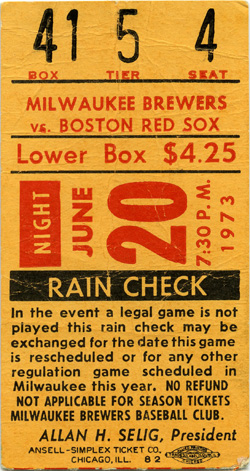 41 5 4
BOX TIER SEAT
MILWAUKEE BREWERS
vs. BOSTON RED SOX
Lower Box $4.25
NIGHT
JUNE
20
7:30 P.M.
1973
RAIN CHECK
In the event a legal game is not
played this rain check may be
exchanged for the date this game
is rescheduled or for any other
regulation game scheduled in
Milwaukee this year. NO REFUND
NOT APPLICABLE FOR SEASON TICKETS
MILWAUKEE BREWERS BASEBALL CLUB.
ALLAN H. SELIG, President
ANSELL-SIMPLEX TICKET CO.
CHICAGO, ILL. 82